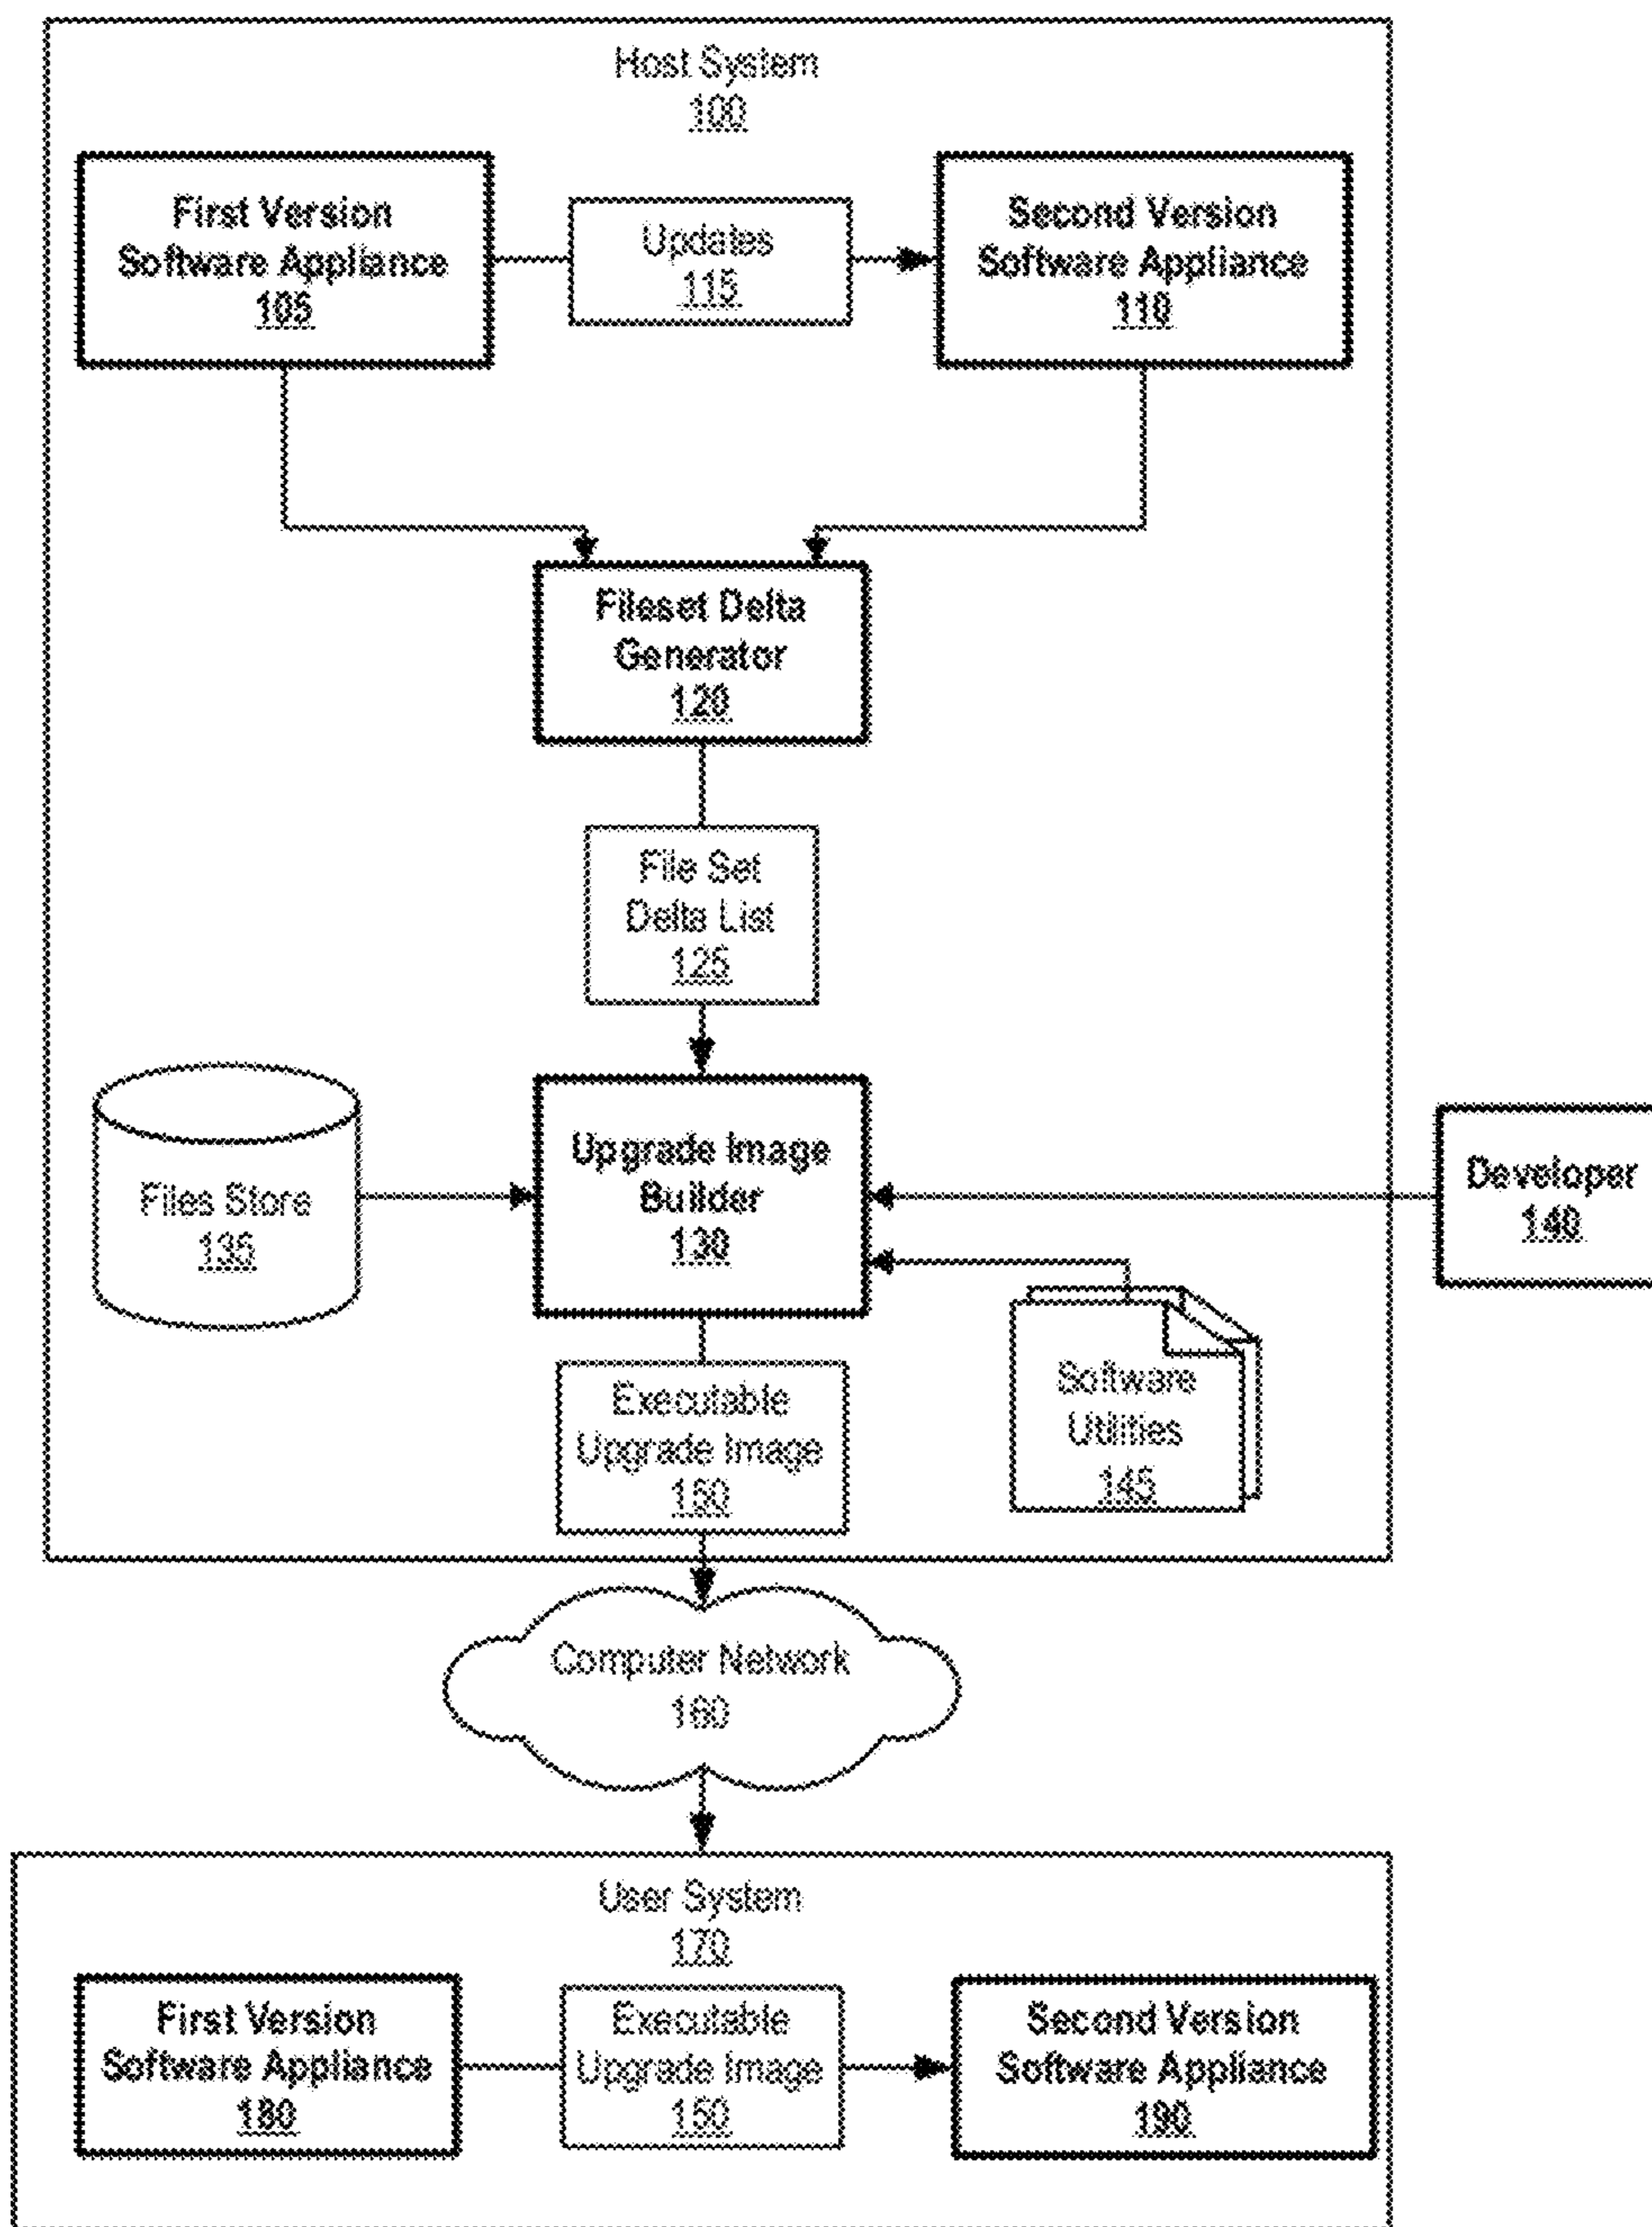 Host System
100
First Version
Software Appliance
105
Updates
115
Second Version
Software Appliance
110
Fileset Delta
Generator
120
File Set
Delta List
125
Files Store
135
Upgrade Image
Builder
130
Developer
140
Software
Utilities
145
Executable
Upgrade Image
150
Computer Network
160
User System
170
First Version
Software Appliance
180
Executable
Upgrade Image
150
Second Version
Software Appliance
190